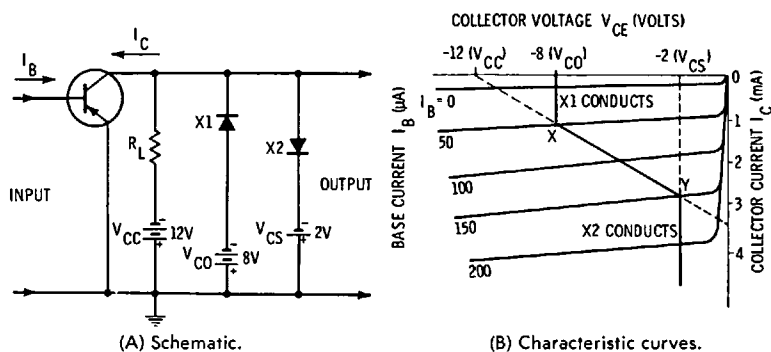 I_C
I_B
X1
X2
R_L
INPUT
OUTPUT
V_CC 12V
V_CO 8V
V_CS 2V
- + - + - +
(A) Schematic.
COLLECTOR VOLTAGE V_CE (VOLTS)
-12 (V_CC) -8 (V_CO) -2 (V_CS)
0
I_B = 0
X1 CONDUCTS
50
X
1
100
2
Y
150
3
X2 CONDUCTS
200
4
BASE CURRENT I_B (μA)
COLLECTOR CURRENT I_C (mA)
(B) Characteristic curves.